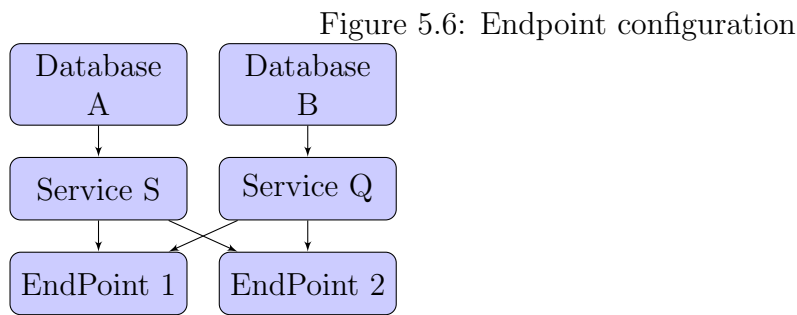 Figure 5.6: Endpoint configuration
Database
A
Database
B
Service S
Service Q
EndPoint 1
EndPoint 2